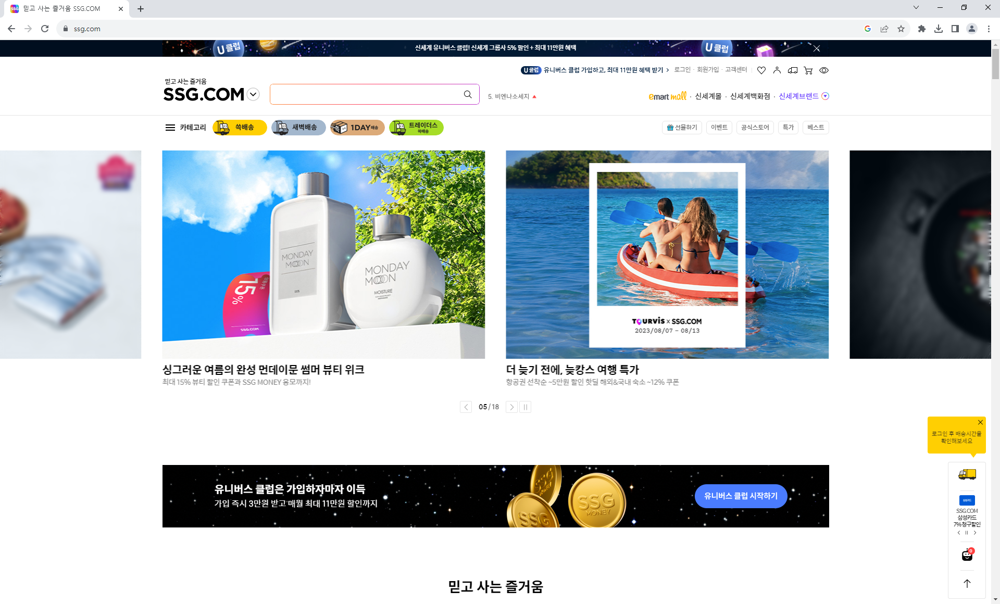 믿고 사는 즐거움 SSG.COM
ssg.com
U 클럽
신세계 유니버스 클럽! 신세계 그룹사 5% 할인 + 최대 11만원 혜택
U 클럽
U 클럽 유니버스 클럽 가입하고, 최대 11만원 혜택 받기
로그인 · 회원가입 · 고객센터
믿고 사는 즐거움
SSG.COM
5. 비엔나소세지
emart mall · 신세계몰 · 신세계백화점 · 신세계브랜드
카테고리
쓱배송
새벽배송
1DAY배송
트레이더스
쓱배송
선물하기
이벤트
공식스토어
특가
베스트
MONDAY
MOOON
MONDAY
MOOON
MOISTURE
상품쿠폰
15%
SSG.COM
TOURVIS x SSG.COM
2023/08/07 - 08/13
싱그러운 여름의 완성 먼데이문 썸머 뷰티 위크
최대 15% 뷰티 할인 쿠폰과 SSG MONEY 응모까지!
더 늦기 전에, 늦캉스 여행 특가
항공권 선착순 ~5만원 할인 핫딜 해외&국내 숙소 ~12% 쿠폰
05 / 18
로그인 후 배송시간을
확인해보세요
유니버스 클럽은 가입하자마자 이득
가입 즉시 3만원 받고 매월 최대 11만원 할인까지
SSG
MONEY
SSG
SSG
MONEY
유니버스 클럽 시작하기
삼성카드
SSG.COM
삼성카드
7% 청구할인
0
믿고 사는 즐거움